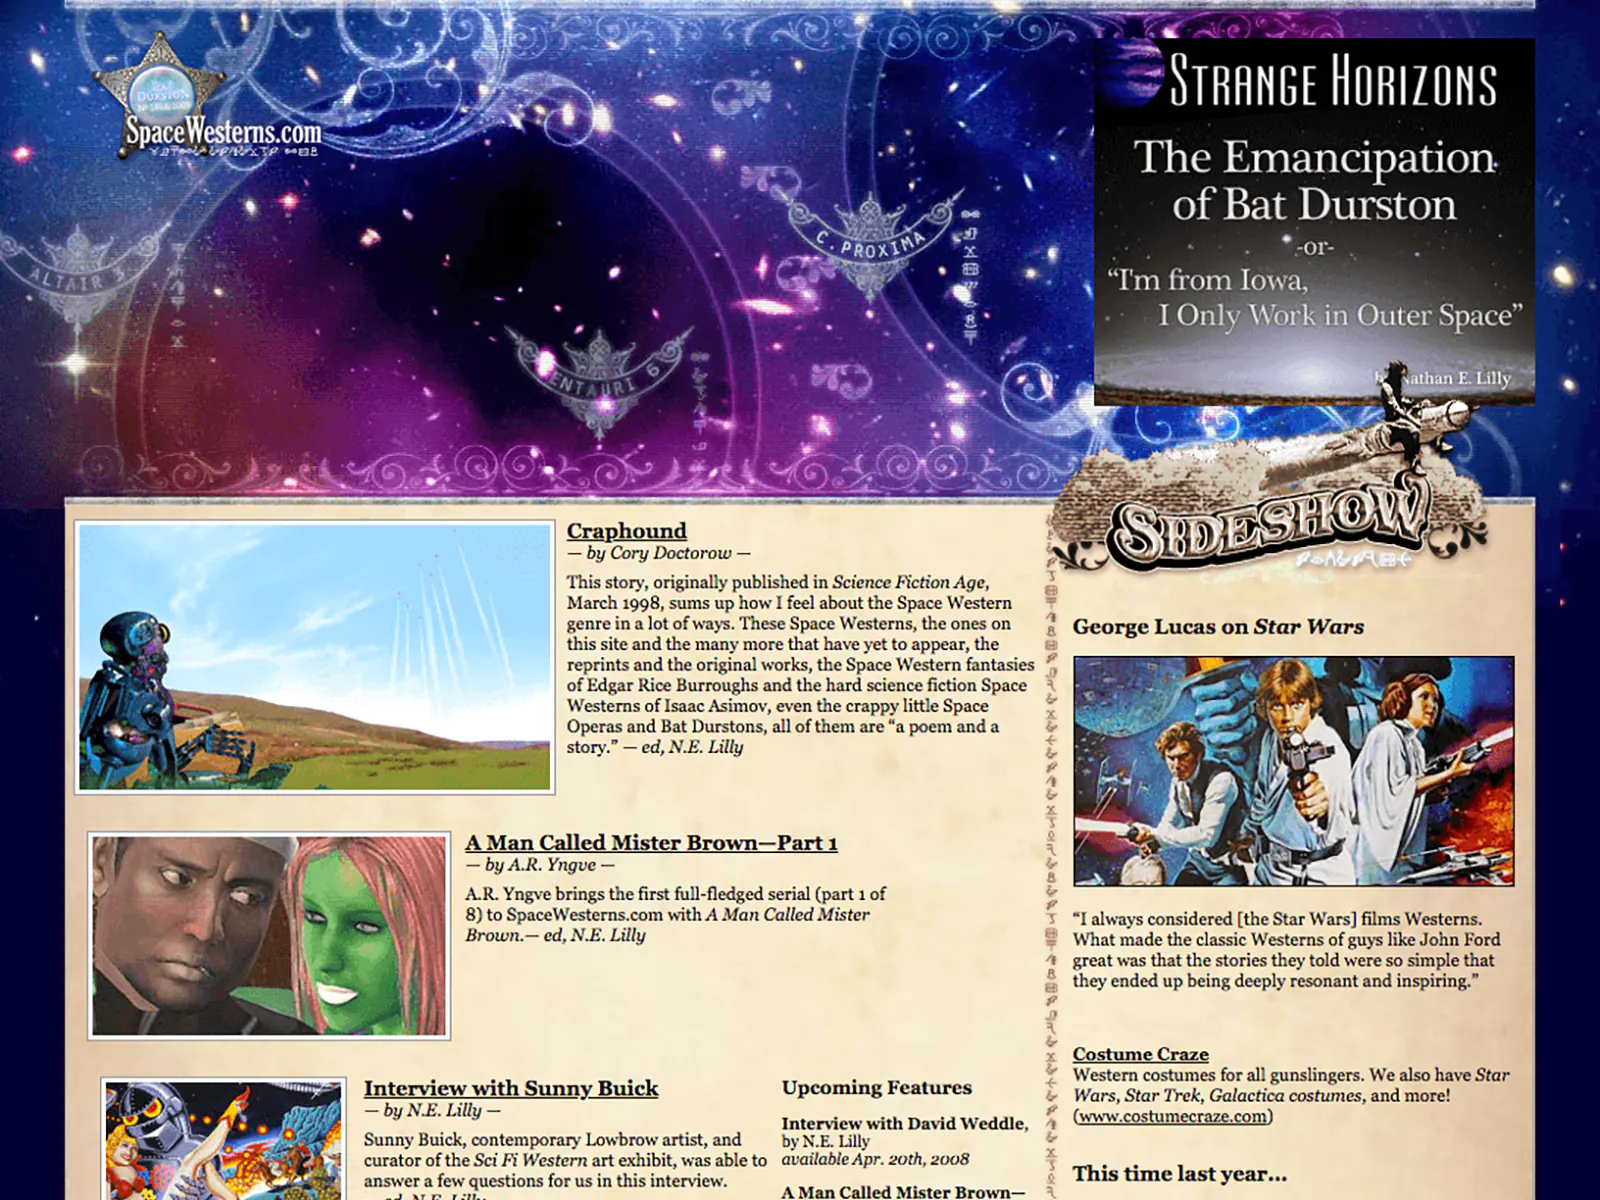 SpaceWesterns.com
ALTAIR 3
C. PROXIMA
ENTAURI 6
STRANGE HORIZONS
The Emancipation
of Bat Durston
-or-
“I'm from Iowa,
I Only Work in Outer Space”
Nathan E. Lilly
SIDESHOW
Craphound
— by Cory Doctorow —
This story, originally published in Science Fiction Age,
March 1998, sums up how I feel about the Space Western
genre in a lot of ways. These Space Westerns, the ones on
this site and the many more that have yet to appear, the
reprints and the original works, the Space Western fantasies
of Edgar Rice Burroughs and the hard science fiction Space
Westerns of Isaac Asimov, even the crappy little Space
Operas and Bat Durstons, all of them are “a poem and a
story.” — ed, N.E. Lilly
A Man Called Mister Brown—Part 1
— by A.R. Yngve —
A.R. Yngve brings the first full-fledged serial (part 1 of
8) to SpaceWesterns.com with A Man Called Mister
Brown.— ed, N.E. Lilly
Interview with Sunny Buick
— by N.E. Lilly —
Sunny Buick, contemporary Lowbrow artist, and
curator of the Sci Fi Western art exhibit, was able to
answer a few questions for us in this interview.
— ed, N.E. Lilly
Upcoming Features
Interview with David Weddle,
by N.E. Lilly
available Apr. 20th, 2008
A Man Called Mister Brown—
George Lucas on Star Wars
“I always considered [the Star Wars] films Westerns.
What made the classic Westerns of guys like John Ford
great was that the stories they told were so simple that
they ended up being deeply resonant and inspiring.”
Costume Craze
Western costumes for all gunslingers. We also have Star
Wars, Star Trek, Galactica costumes, and more!
(www.costumecraze.com)
This time last year...